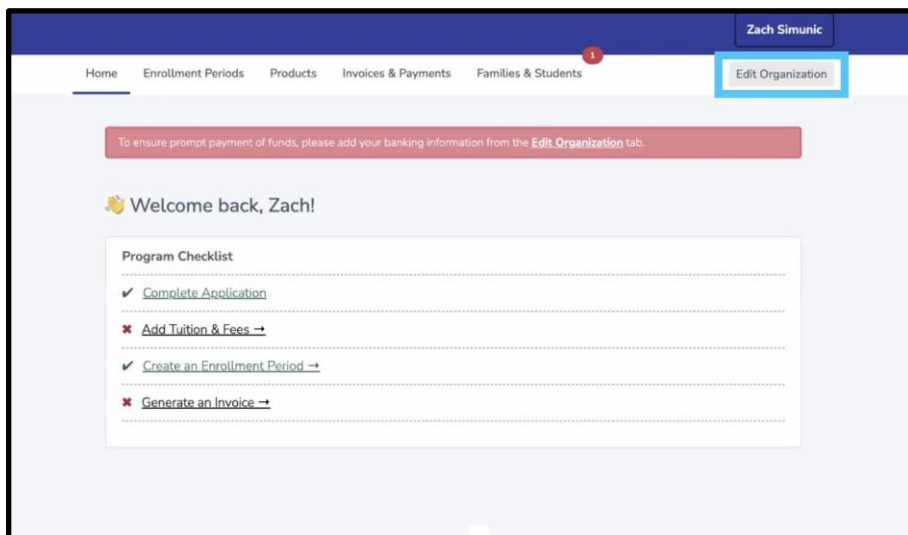 Zach Simunic
1
Home Enrollment Periods Products Invoices & Payments Families & Students Edit Organization
To ensure prompt payment of funds, please add your banking information from the Edit Organization tab.
👋 Welcome back, Zach!
Program Checklist
✔ Complete Application
✖ Add Tuition & Fees →
✔ Create an Enrollment Period →
✖ Generate an Invoice →